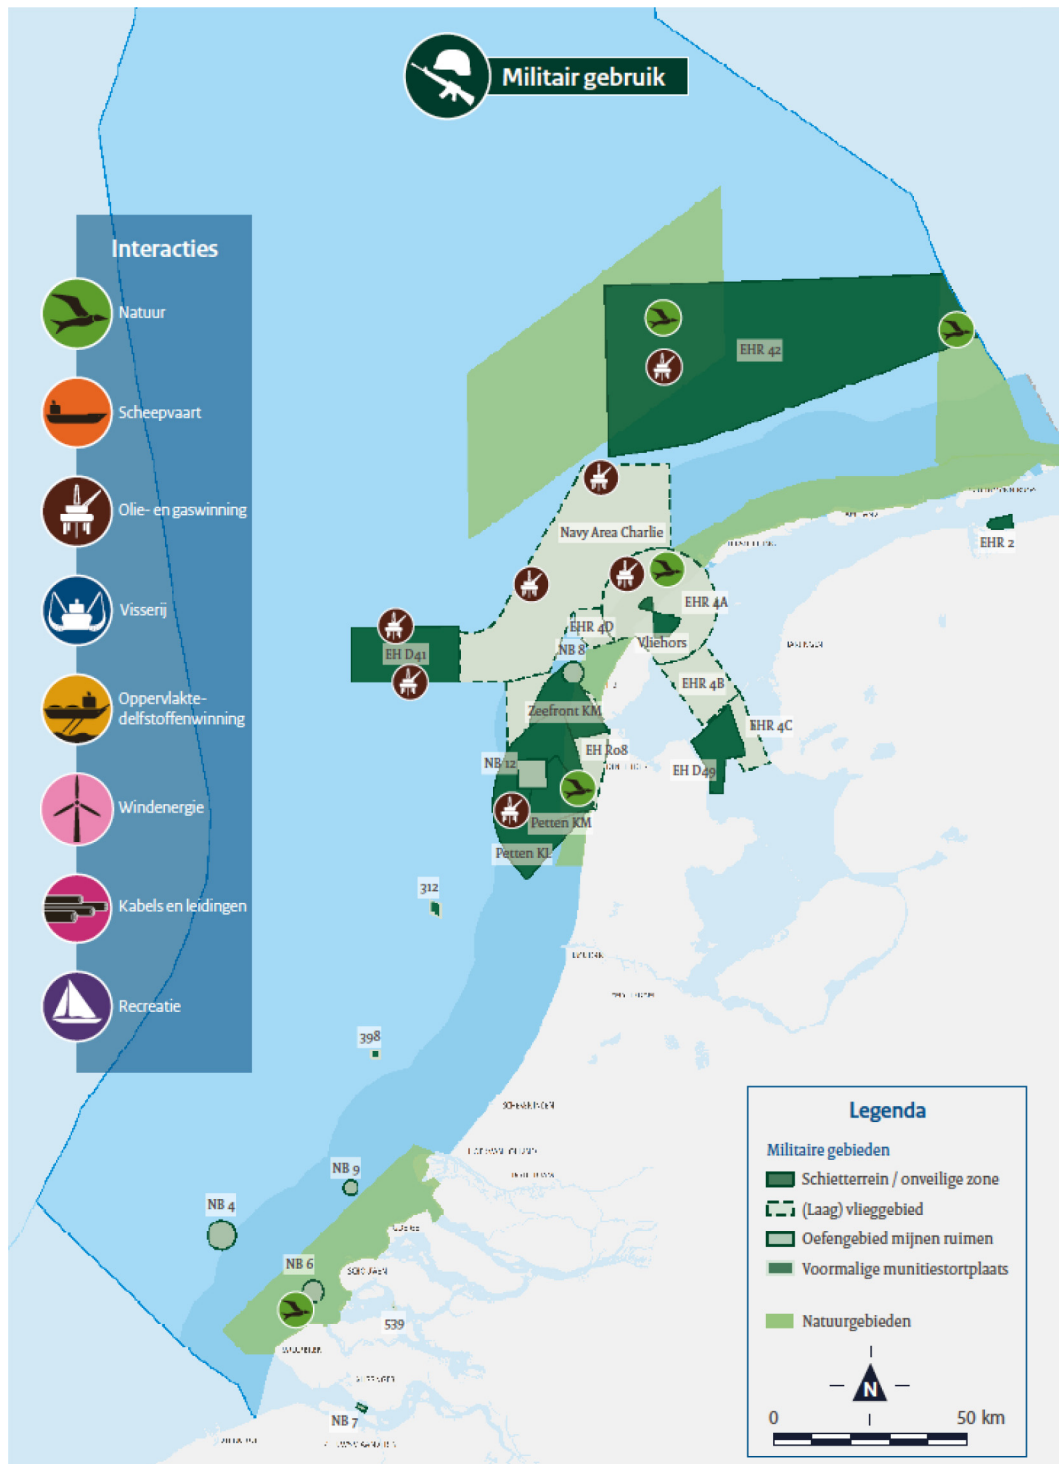 Militair gebruik
Interacties
Natuur
Scheepvaart
Olie- en gaswinning
Visserij
Oppervlakte-
delfstoffenwinning
Windenergie
Kabels en leidingen
Recreatie
EHR 42
Navy Area Charlie
EHR 2
EHR 4A
EHR 4D
Vliehors
EH D41
NB 8
EHR 4B
Zeefront KM
EHR 4C
EH R08
NB 12
EH D49
Petten KM
Petten KL
312
398
SCHEVENINGEN
NB 9
NB 4
NB 6
SCHOUWEN
539
NB 7
Legenda
Militaire gebieden
Schietterrein / onveilige zone
(Laag) vlieggebied
Oefengebied mijnen ruimen
Voormalige munitiestortplaats
Natuurgebieden
N
0 50 km